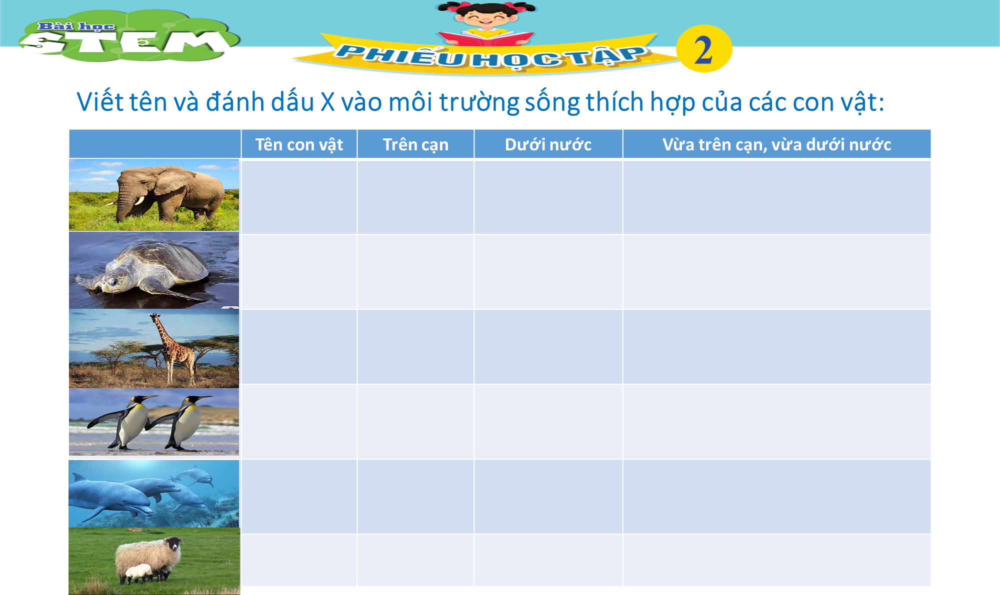 Bài học
STEM
PHIẾU HỌC TẬP
2
Viết tên và đánh dấu X vào môi trường sống thích hợp của các con vật:
Tên con vật Trên cạn Dưới nước Vừa trên cạn, vừa dưới nước